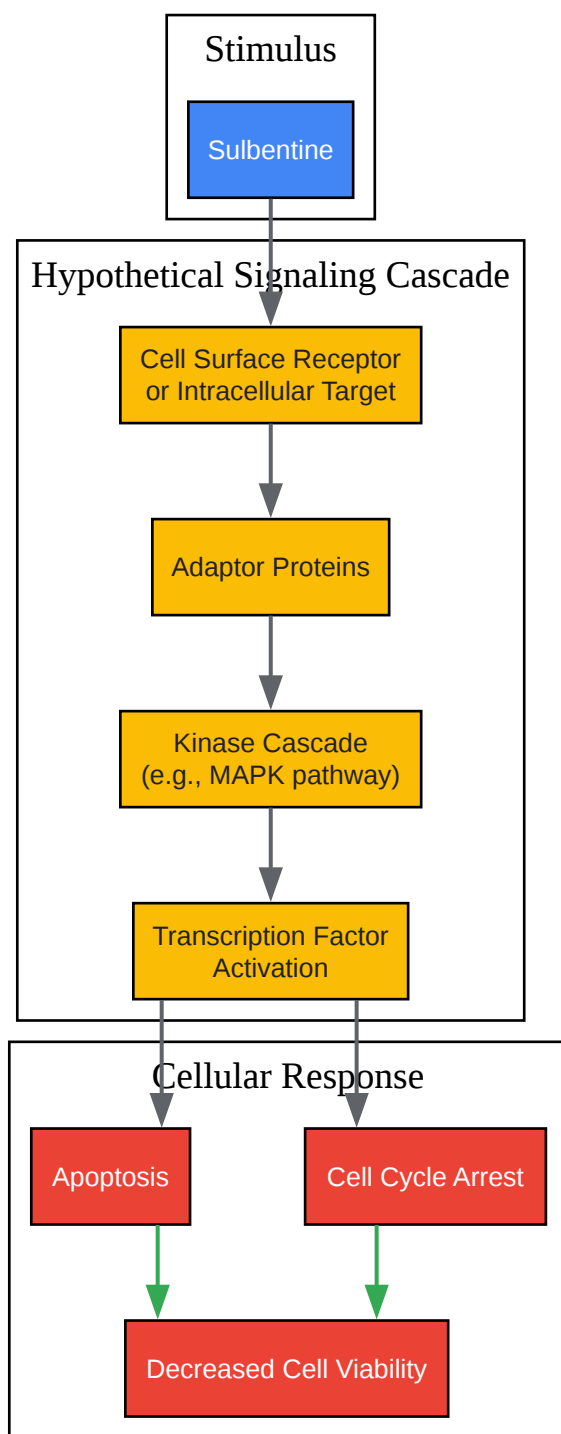 Stimulus
Sulbentine
Hypothetical Signaling Cascade
Cell Surface Receptor
or Intracellular Target
Adaptor Proteins
Kinase Cascade
(e.g., MAPK pathway)
Transcription Factor
Activation
Cellular Response
Apoptosis
Cell Cycle Arrest
Decreased Cell Viability